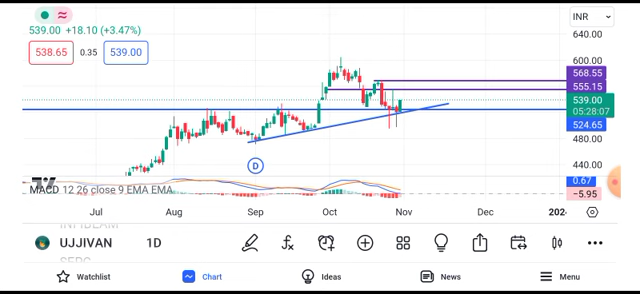 539.00 +18.10 (+3.47%)
INR
538.65 0.35 539.00
640.00
600.00
568.55
555.15
539.00
05:28:07
524.65
480.00
440.00
D
MACD 12 26 close 9 EMA EMA
0.67
−5.95
Jul Aug Sep Oct Nov Dec 202
UJJIVAN 1D
Watchlist Chart Ideas News Menu